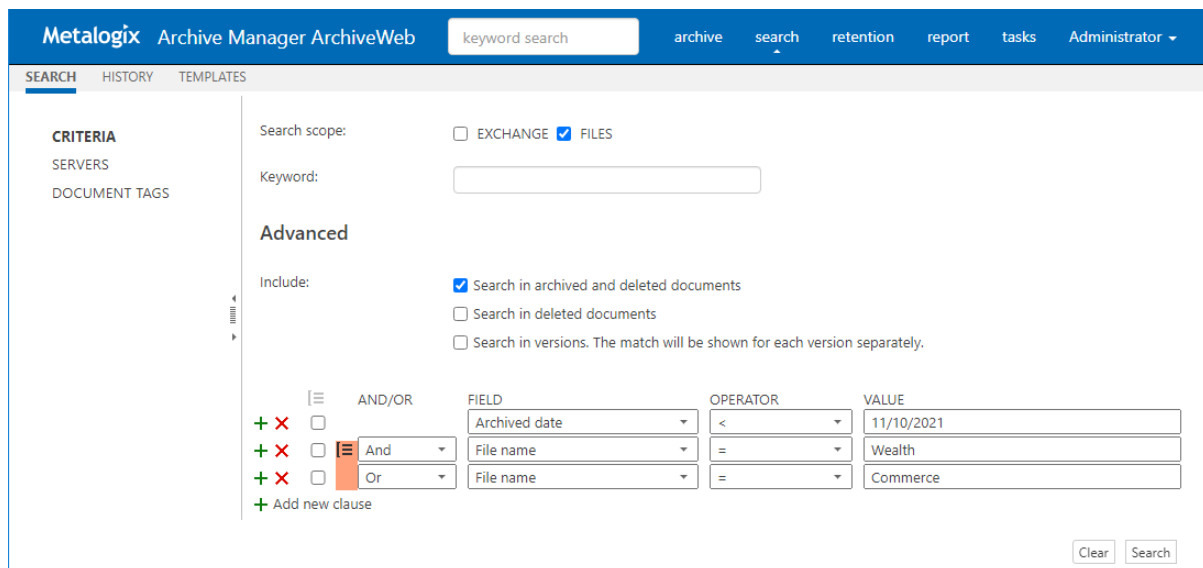 Metalogix Archive Manager ArchiveWeb keyword search archive search retention report tasks Administrator
SEARCH HISTORY TEMPLATES
CRITERIA
SERVERS
DOCUMENT TAGS
Search scope: EXCHANGE FILES
Keyword:
Advanced
Include: Search in archived and deleted documents
Search in deleted documents
Search in versions. The match will be shown for each version separately.
AND/OR FIELD OPERATOR VALUE
Archived date < 11/10/2021
And File name = Wealth
Or File name = Commerce
Add new clause
Clear Search